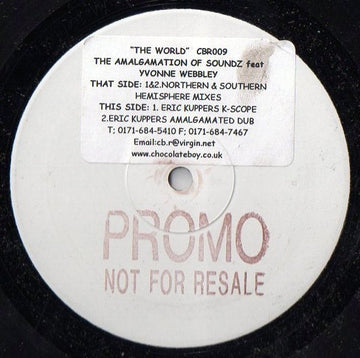 "THE WORLD" CBR009
THE AMALGAMATION OF SOUNDZ feat
YVONNE WEBBLEY
THAT SIDE: 1&2.NORTHERN & SOUTHERN
HEMISPHERE MIXES
THIS SIDE: 1. ERIC KUPPERS K-SCOPE
2.ERIC KUPPERS AMALGAMATED DUB
T; 0171-684-5410 F; 0171-684-7467
Email:cb.r@virgin.net
www.chocolateboy.co.uk
PROMO
NOT FOR RESALE